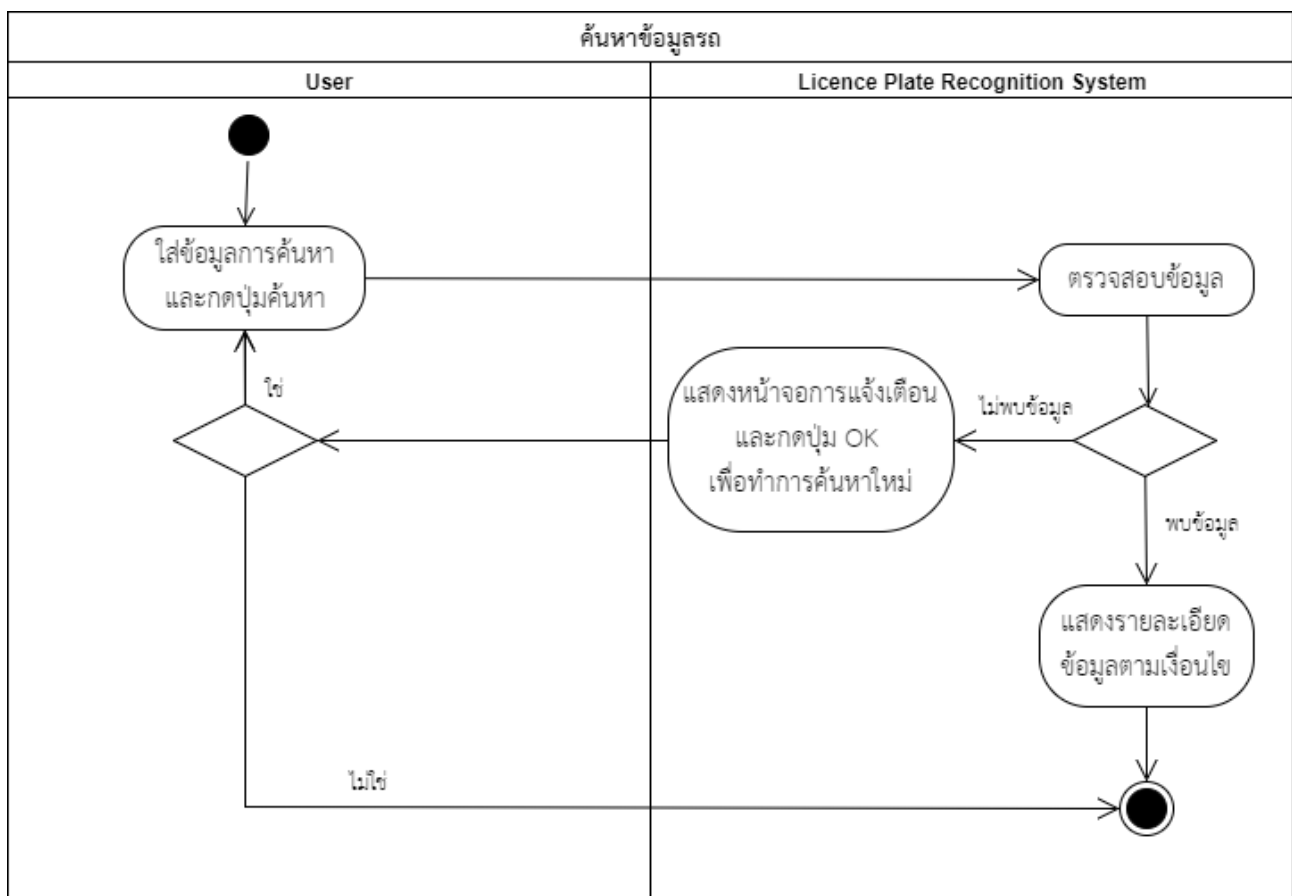 ค้นหาข้อมูลรถ
User
Licence Plate Recognition System
ใส่ข้อมูลการค้นหา
และกดปุ่มค้นหา
ตรวจสอบข้อมูล
ใช่
แสดงหน้าจอการแจ้งเตือน
และกดปุ่ม OK
เพื่อทำการค้นหาใหม่
ไม่พบข้อมูล
พบข้อมูล
แสดงรายละเอียด
ข้อมูลตามเงื่อนไข
ไม่ใช่